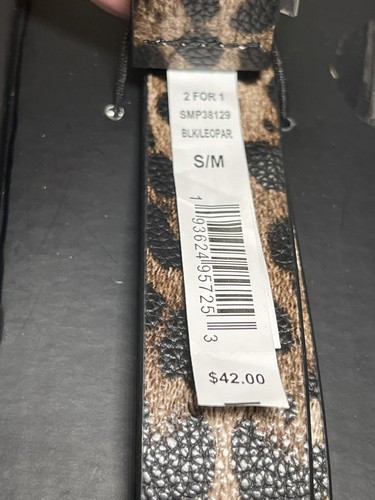 2 FOR 1
SMP38129
BLK/LEOPAR
S/M
1 93624 95725 3
$42.00